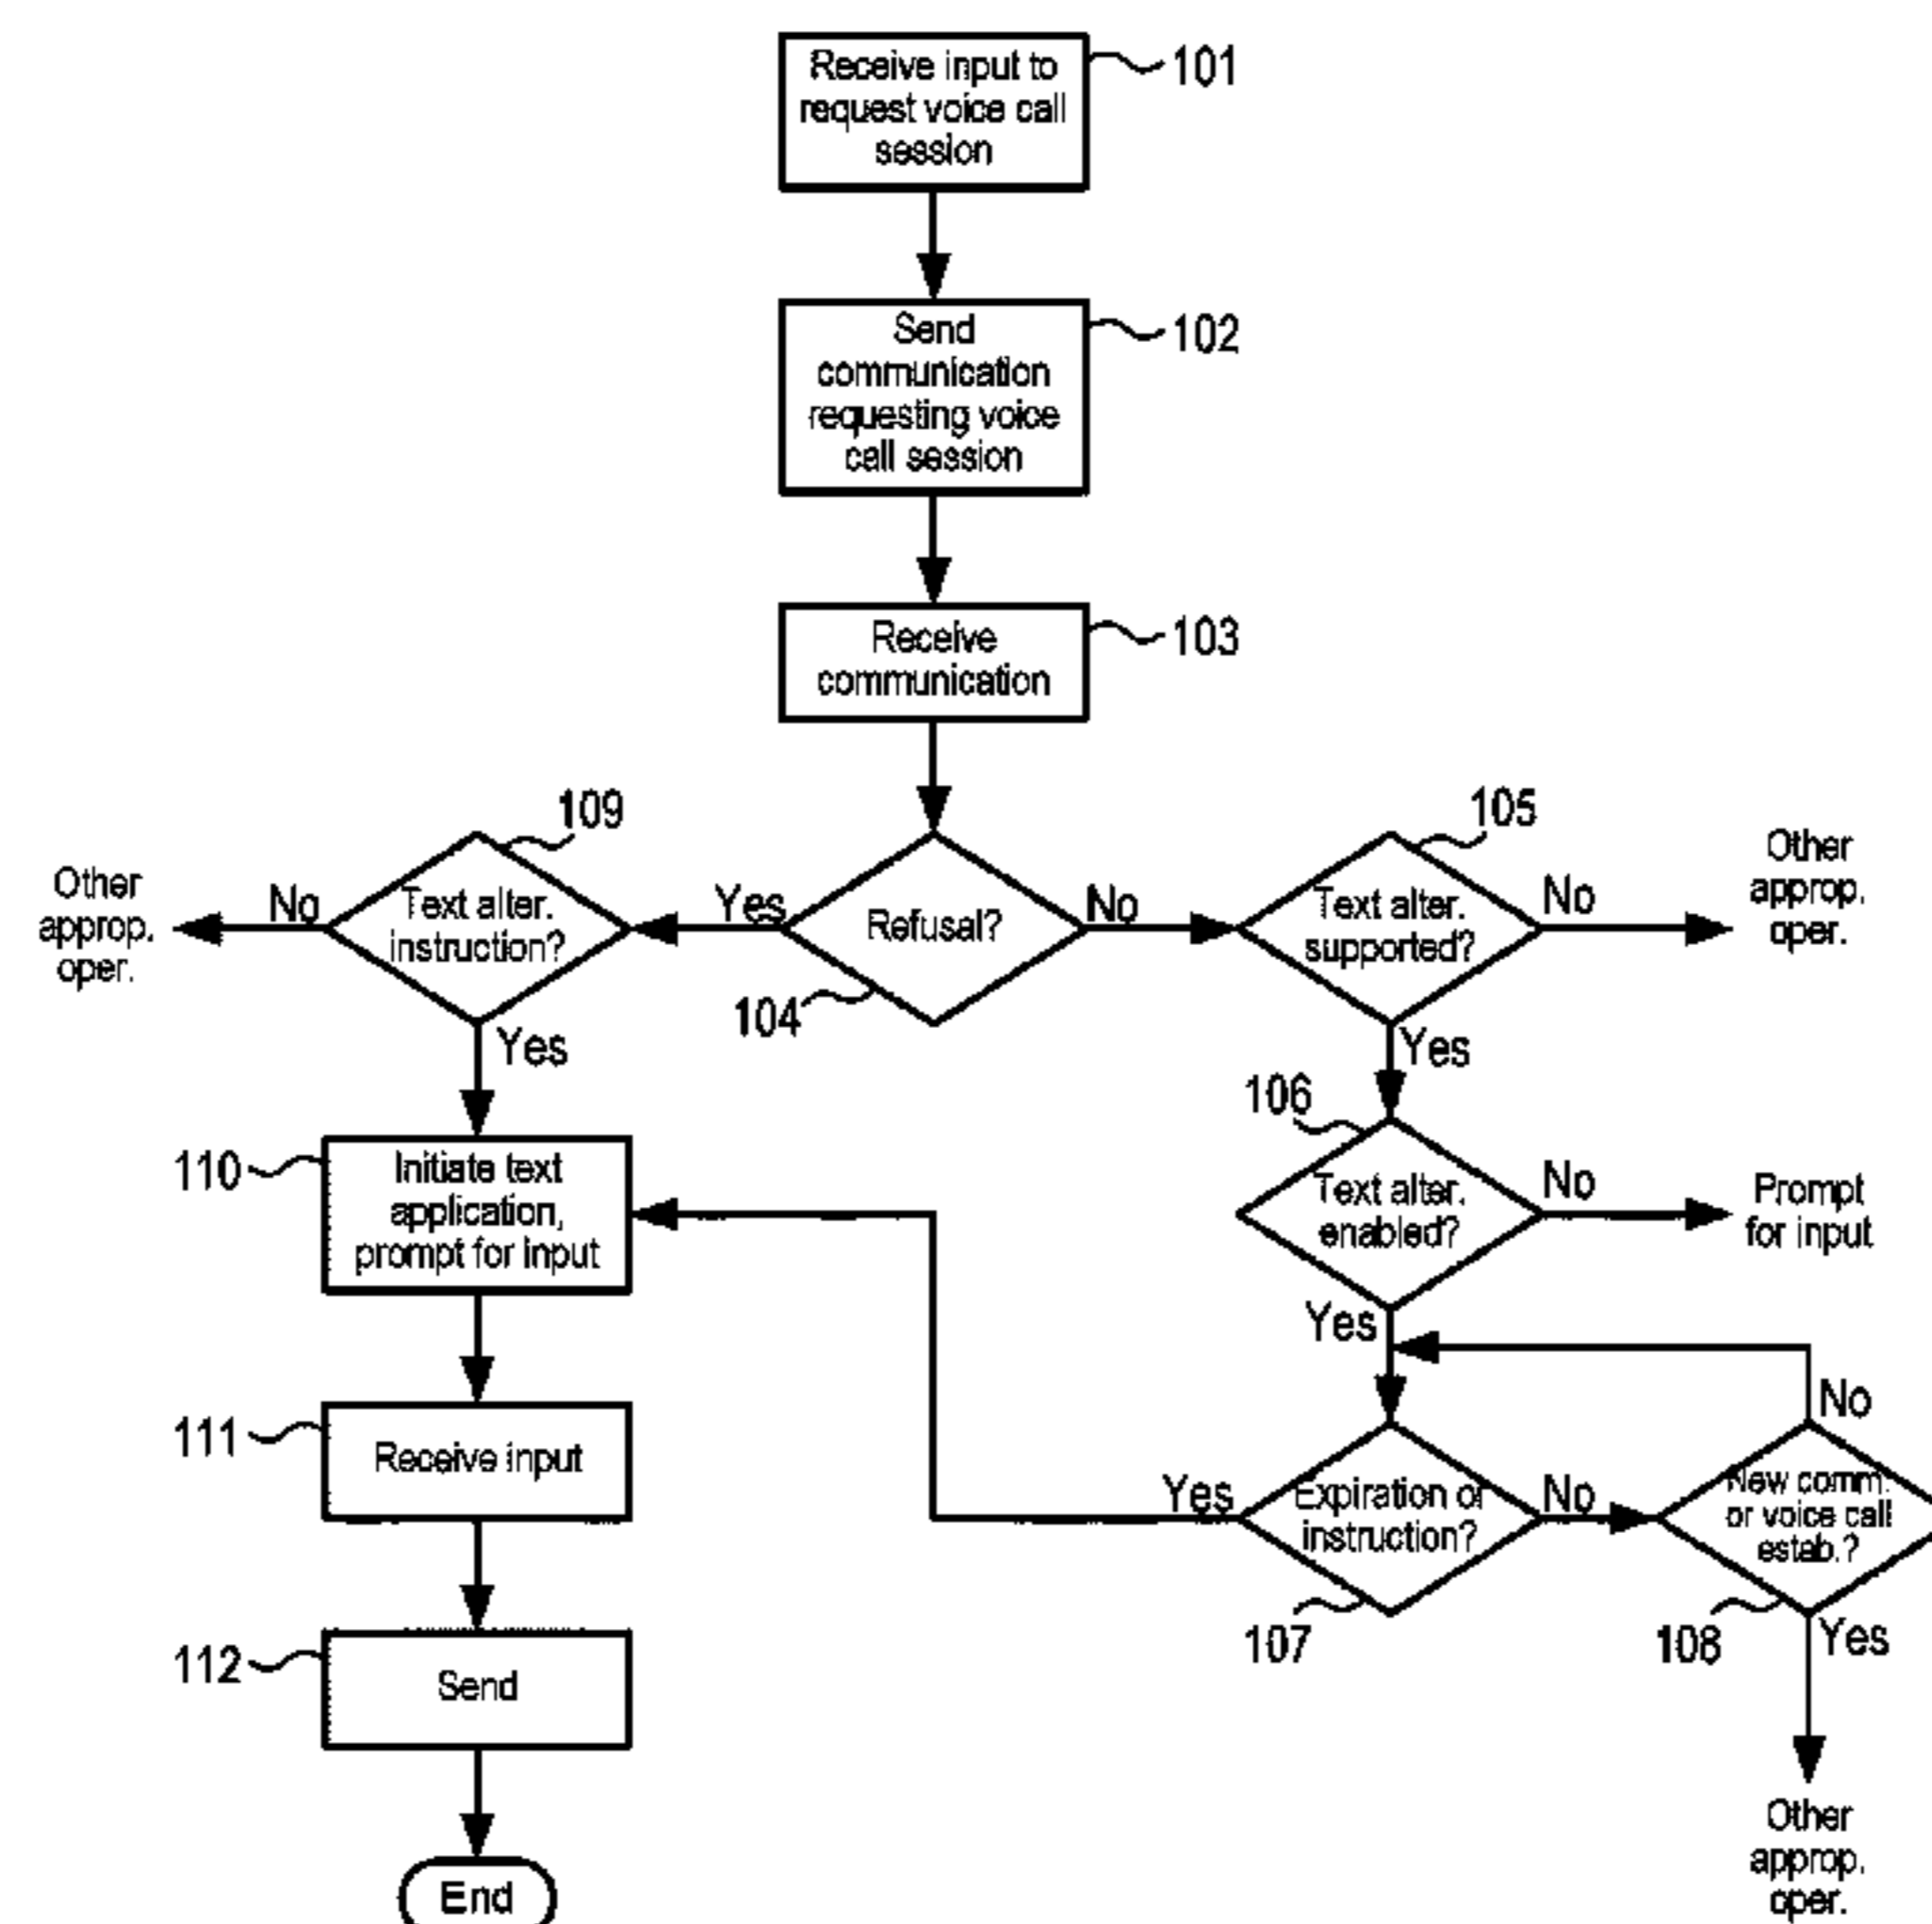 Receive input to
request voice call
session
101
Send
communication
requesting voice
call session
102
Receive
communication
103
109
105
Other
approp.
oper.
No
Text alter.
instruction?
Yes
Refusal?
No
Text alter.
supported?
No
Other
approp.
oper.
104
Yes
Yes
106
110
Initiate text
application,
prompt for input
Text alter.
enabled?
No
Prompt
for input
Yes
No
111
Receive input
Yes
Expiration or
instruction?
No
New comm.
or voice call
estab.?
107
108
Yes
112
Send
Other
approp.
oper.
End